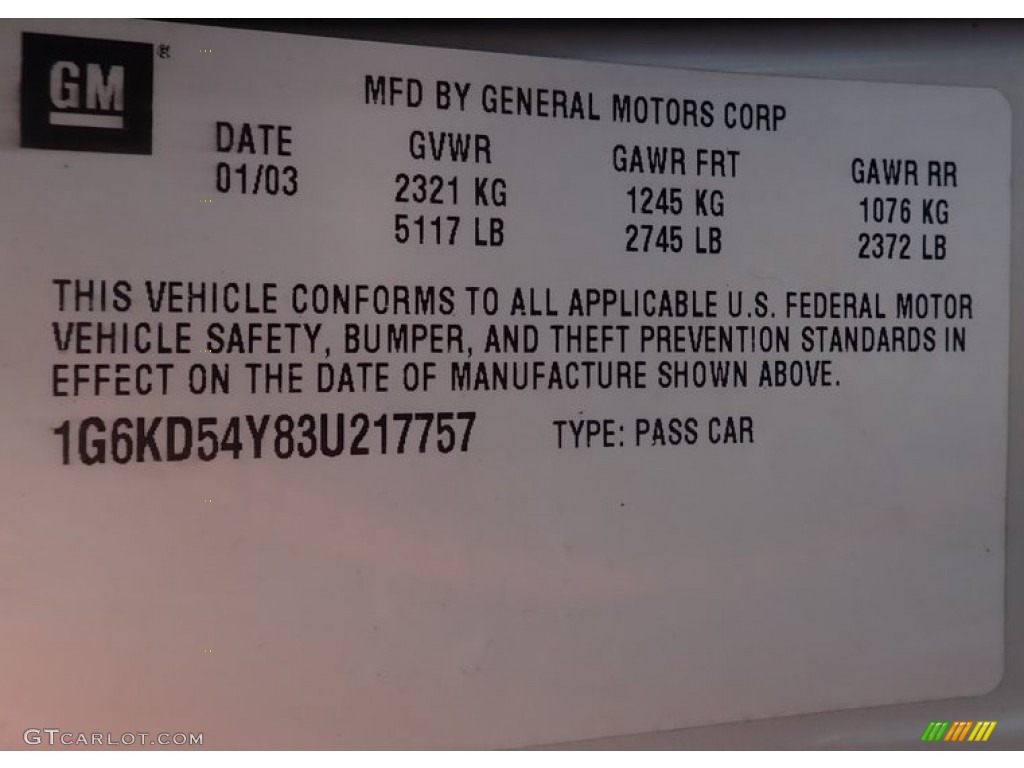 GM ®
MFD BY GENERAL MOTORS CORP
DATE GVWR GAWR FRT GAWR RR
01/03 2321 KG 1245 KG 1076 KG
5117 LB 2745 LB 2372 LB
THIS VEHICLE CONFORMS TO ALL APPLICABLE U.S. FEDERAL MOTOR
VEHICLE SAFETY, BUMPER, AND THEFT PREVENTION STANDARDS IN
EFFECT ON THE DATE OF MANUFACTURE SHOWN ABOVE.
1G6KD54Y83U217757 TYPE: PASS CAR
GTCARLOT.COM